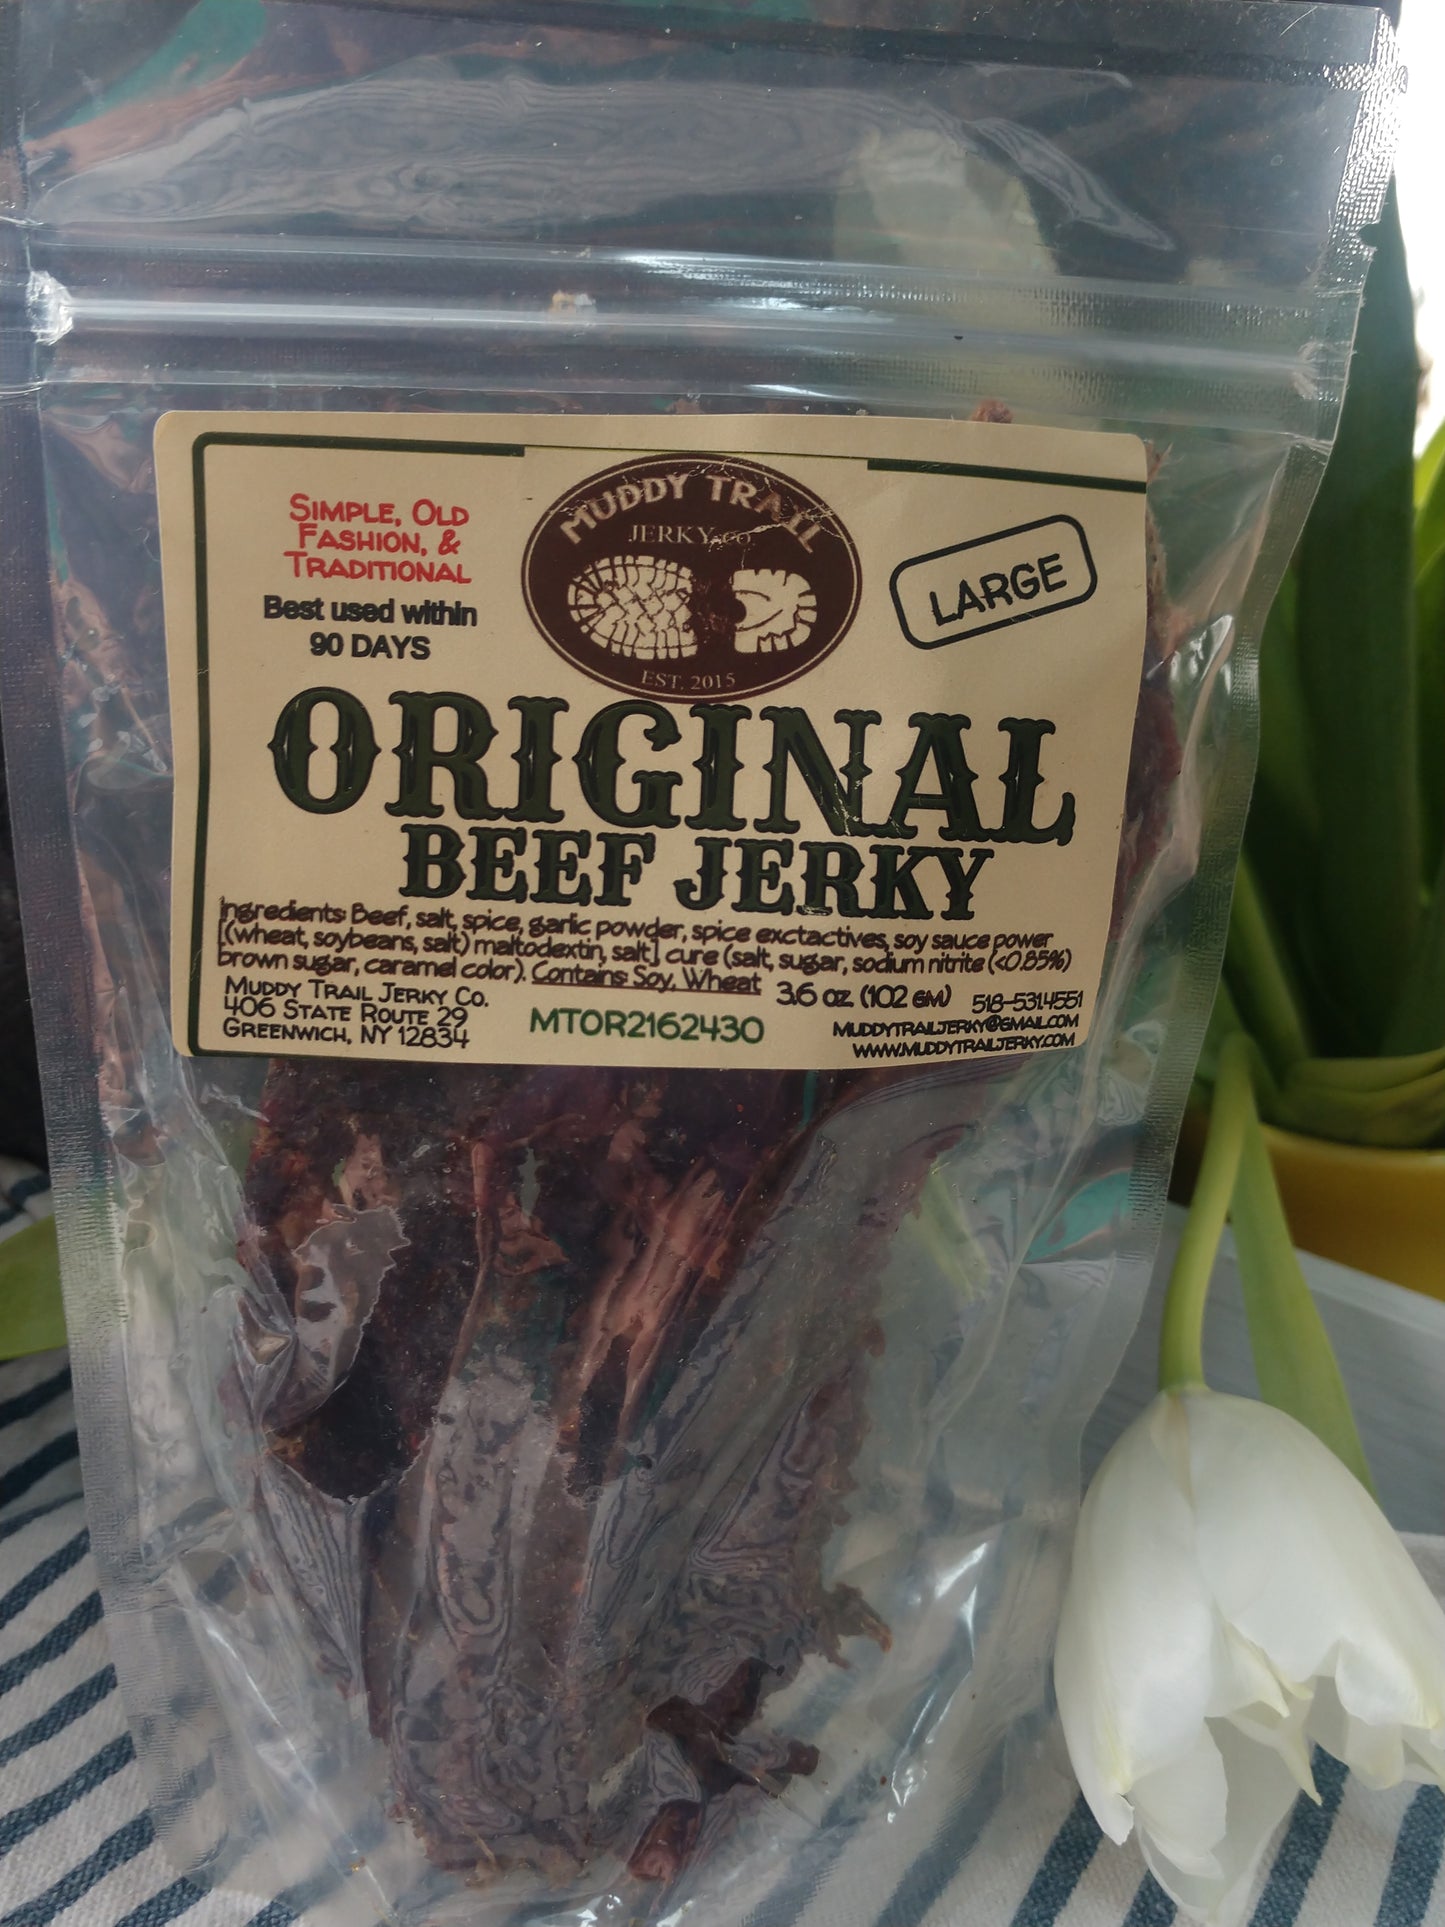 SIMPLE, OLD
FASHION, &
TRADITIONAL
Best used within
90 DAYS
MUDDY TRAIL
JERKY CO.
EST. 2015
LARGE
ORIGINAL
BEEF JERKY
Ingredients: Beef, salt, spice, garlic powder, spice exctactives, soy sauce power
[(wheat, soybeans, salt) maltodextin, salt] cure (salt, sugar, sodium nitrite (<0.85%)
brown sugar, caramel color). Contains: Soy, Wheat
MUDDY TRAIL JERKY CO.
406 STATE ROUTE 29
GREENWICH, NY 12834
MTOR2162430
3.6 oz. (102 GM)
518-531-4551
MUDDYTRAILJERKY@GMAIL.COM
WWW.MUDDYTRAILJERKY.COM